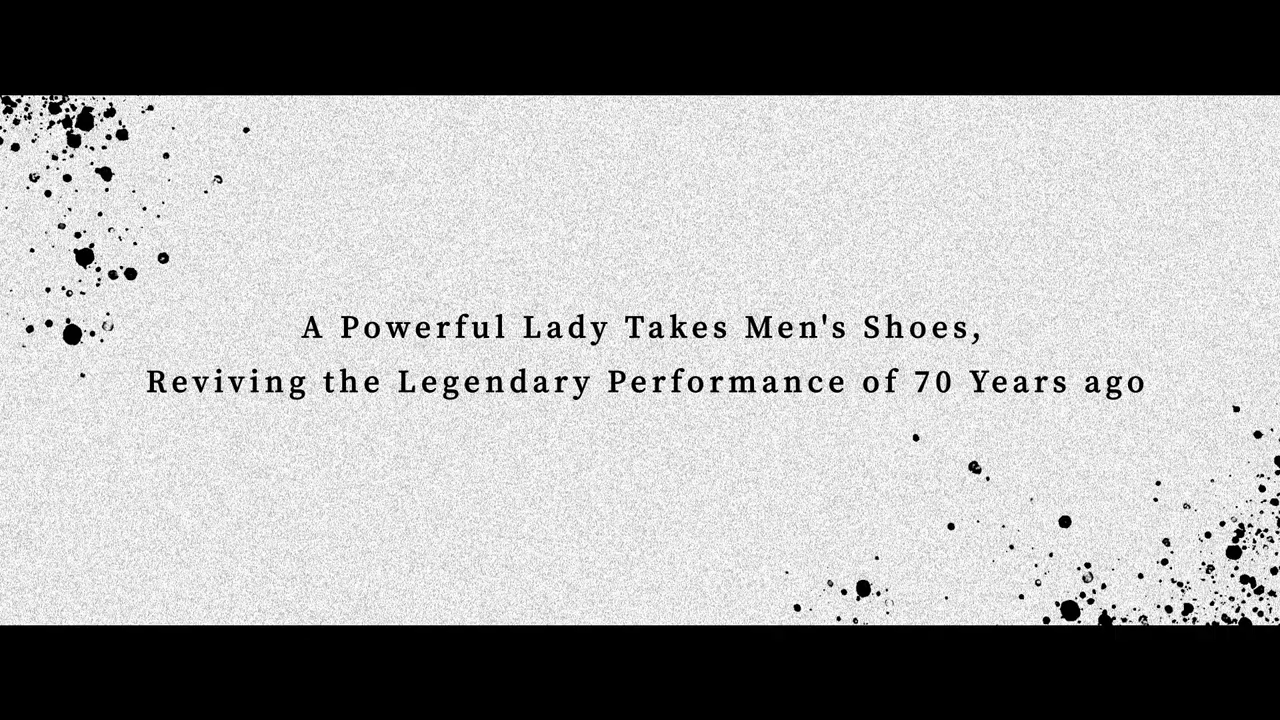 A Powerful Lady Takes Men's Shoes,
Reviving the Legendary Performance of 70 Years ago